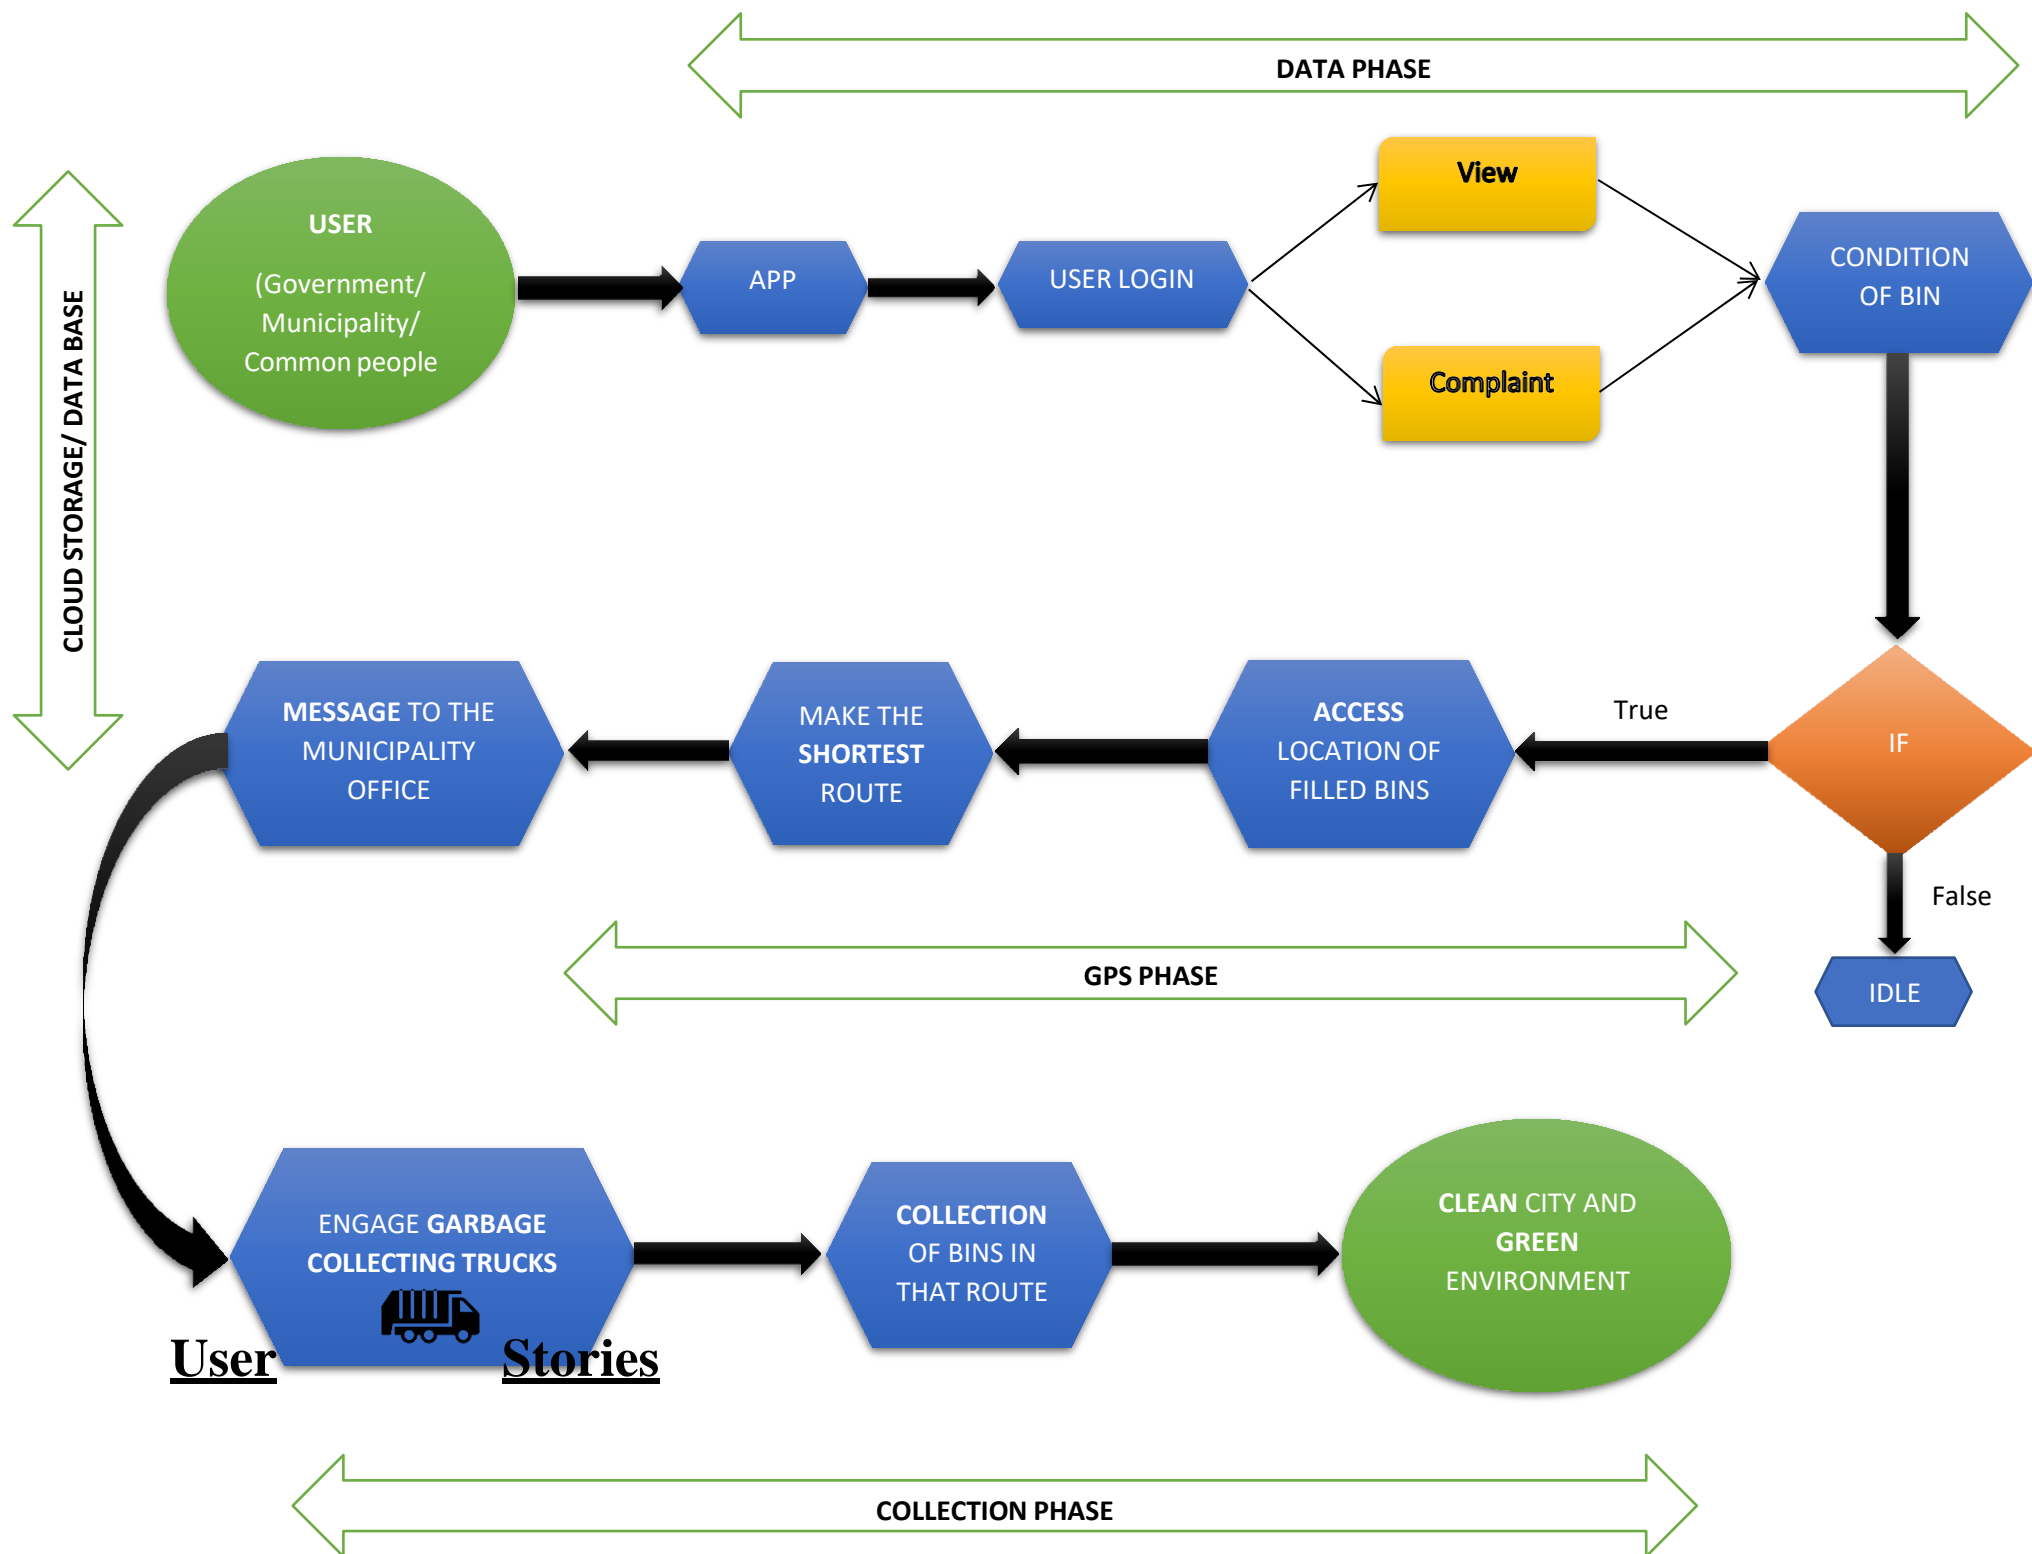 DATA PHASE
CLOUD STORAGE/ DATA BASE
USER
(Government/
Municipality/
Common people
APP
USER LOGIN
View
Complaint
CONDITION
OF BIN
IF
True
False
IDLE
ACCESS
LOCATION OF
FILLED BINS
MAKE THE
SHORTEST
ROUTE
MESSAGE TO THE
MUNICIPALITY
OFFICE
GPS PHASE
ENGAGE GARBAGE
COLLECTING TRUCKS
COLLECTION
OF BINS IN
THAT ROUTE
CLEAN CITY AND
GREEN
ENVIRONMENT
User Stories
COLLECTION PHASE